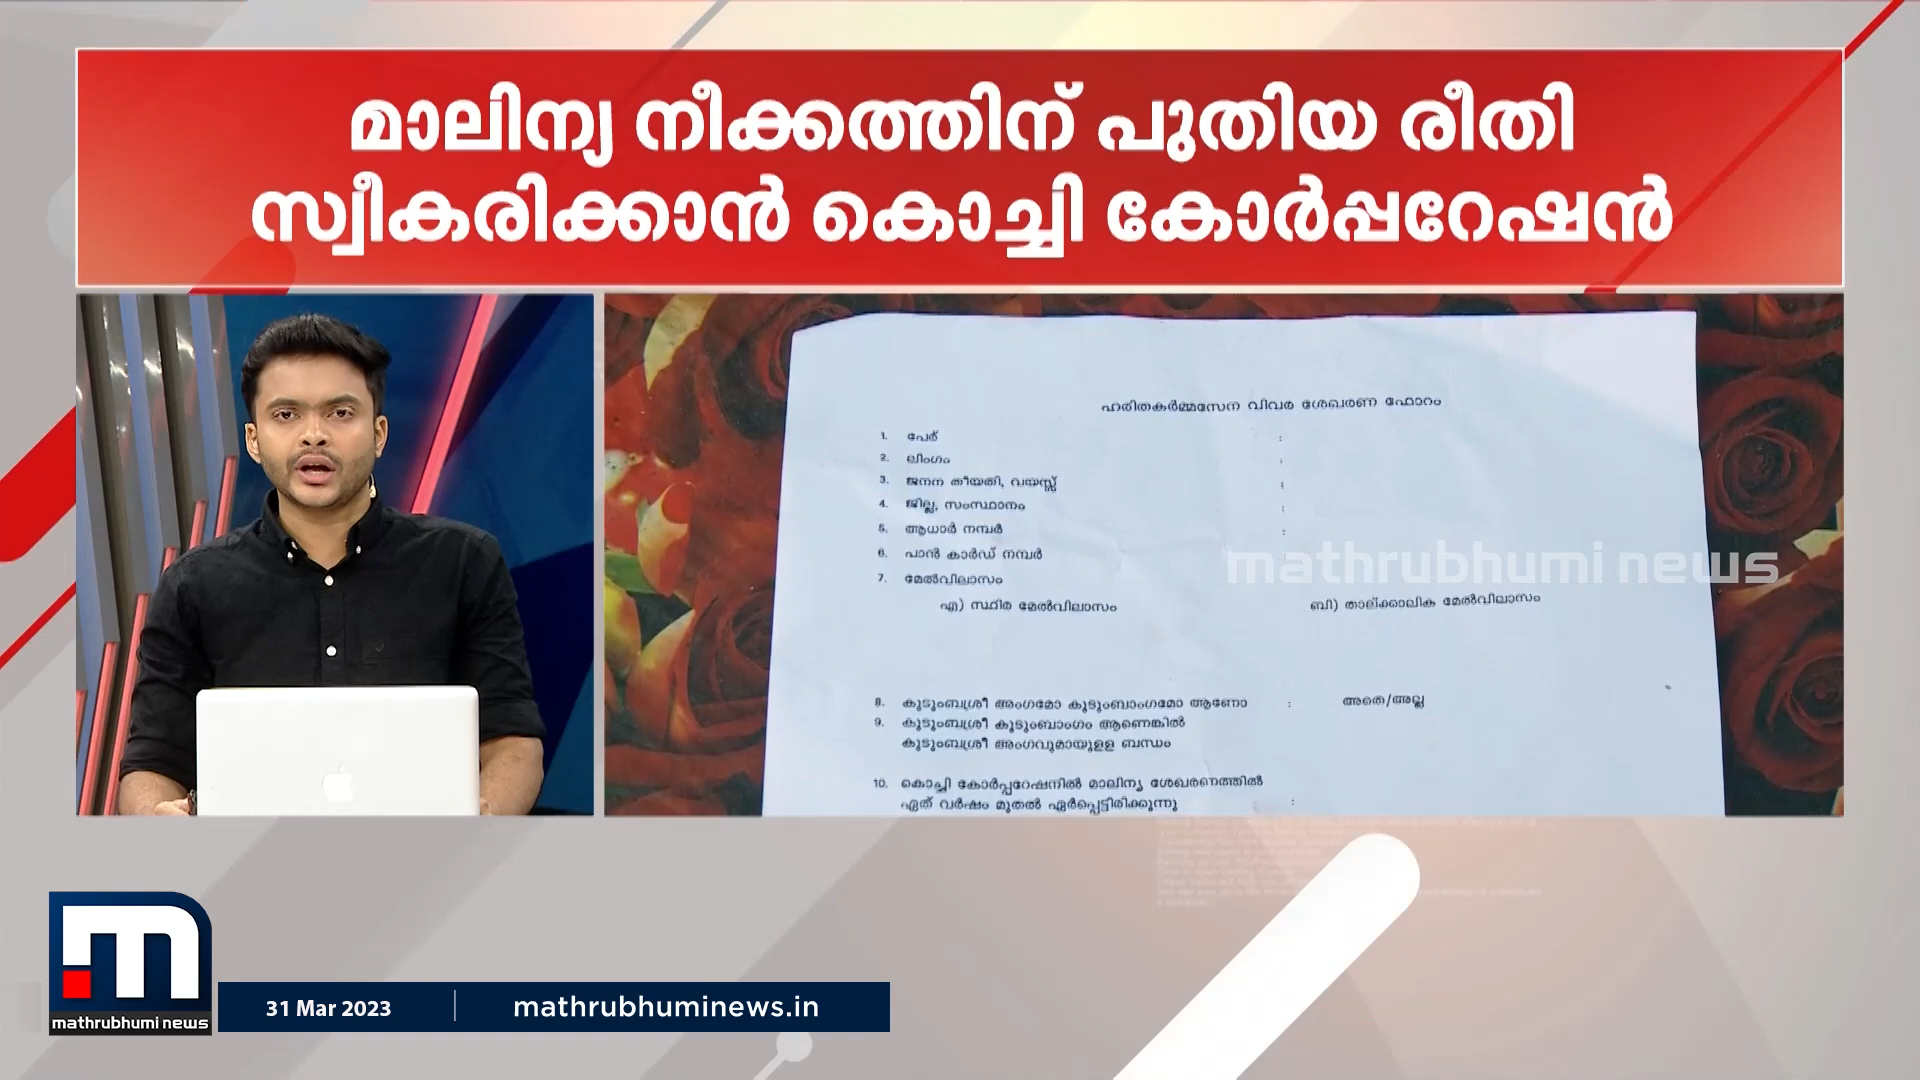 മാലിന്യ നീക്കത്തിന് പുതിയ രീതി
സ്വീകരിക്കാൻ കൊച്ചി കോർപ്പറേഷൻ
ഹരിതകർമ്മസേന വിവര ശേഖരണ ഫോറം
1. പേര് :
2. ലിംഗം :
3. ജനന തീയതി, വയസ്സ് :
4. ജില്ല, സംസ്ഥാനം :
5. ആധാർ നമ്പർ :
6. പാൻ കാർഡ് നമ്പർ
7. മേൽവിലാസം
എ) സ്ഥിര മേൽവിലാസം ബി) താല്ക്കാലിക മേൽവിലാസം
8. കുടുംബശ്രീ അംഗമോ കുടുംബാംഗമോ ആണോ : അതെ/അല്ല
9. കുടുംബശ്രീ കുടുംബാംഗം ആണെങ്കിൽ
കുടുംബശ്രീ അംഗവുമായുള്ള ബന്ധം
10. കൊച്ചി കോർപ്പറേഷനിൽ മാലിന്യ ശേഖരണത്തിൽ
ഏത് വർഷം മുതൽ ഏർപ്പെട്ടിരിക്കുന്നു :
mathrubhumi news
mathrubhumi news
31 Mar 2023
mathrubhuminews.in